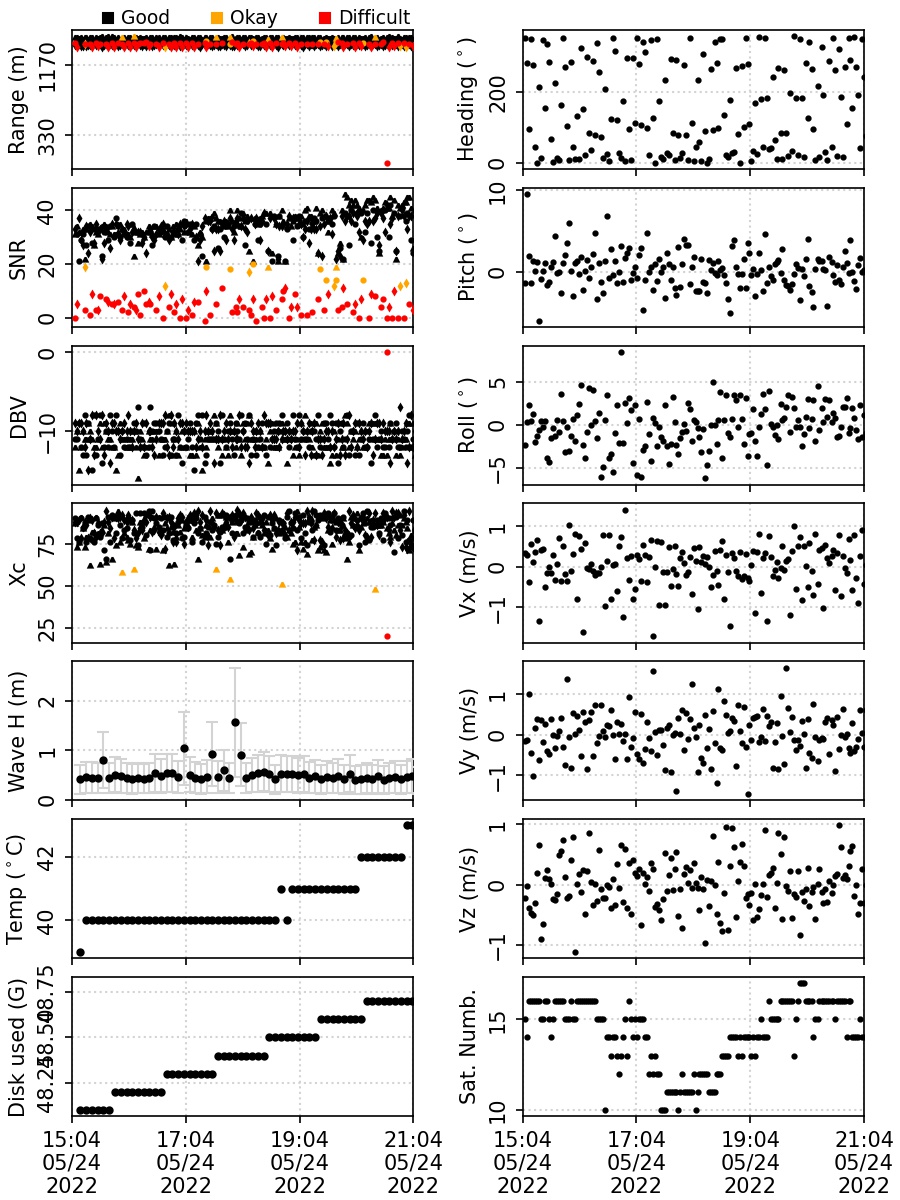 Good Okay Difficult
Range (m)
1170
330
Heading (°)
200
0
SNR
40
20
0
Pitch (°)
10
0
DBV
0
−10
Roll (°)
5
0
−5
Xc
75
50
25
Vx (m/s)
1
0
−1
Wave H (m)
2
1
0
Vy (m/s)
1
0
−1
Temp (°C)
42
40
Vz (m/s)
1
0
−1
Disk used (G)
48.75
48.50
48.25
Sat. Numb.
15
10
15:04 17:04 19:04 21:04 15:04 17:04 19:04 21:04
05/24 05/24 05/24 05/24 05/24 05/24 05/24 05/24
2022 2022 2022 2022 2022 2022 2022 2022